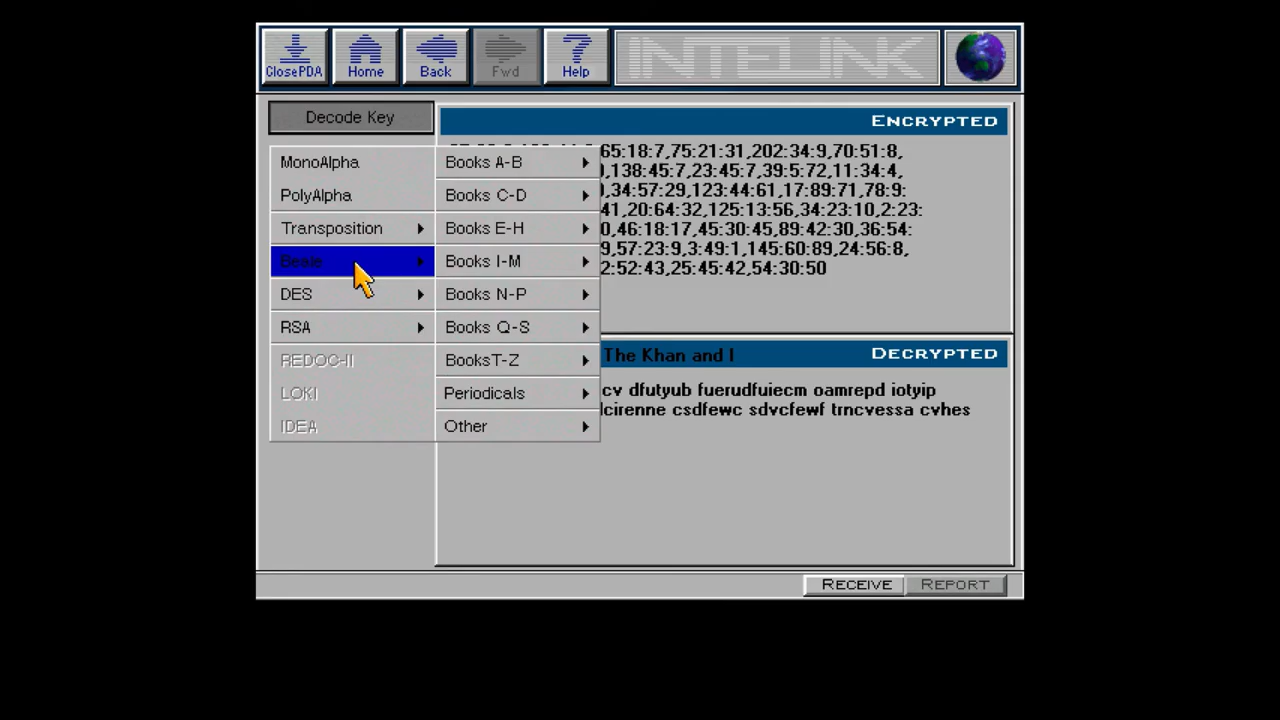 ClosePDA Home Back Fwd Help INTELINK
Decode Key
ENCRYPTED
65:18:7,75:21:31,202:34:9,70:51:8,
),138:45:7,23:45:7,39:5:72,11:34:4,
),34:57:29,123:44:61,17:89:71,78:9:
41,20:64:32,125:13:56,34:23:10,2:23:
0,46:18:17,45:30:45,89:42:30,36:54:
9,57:23:9,3:49:1,145:60:89,24:56:8,
2:52:43,25:45:42,54:30:50
MonoAlpha
PolyAlpha
Transposition
Beale
DES
RSA
REDOC-II
LOKI
IDEA
Books A-B
Books C-D
Books E-H
Books I-M
Books N-P
Books Q-S
BooksT-Z
Periodicals
Other
The Khan and I DECRYPTED
cv dfutyub fuerudfuiecm oamrepd iotyip
lcirenne csdfewc sdvcfewf trncvessa cvhes
RECEIVE REPORT